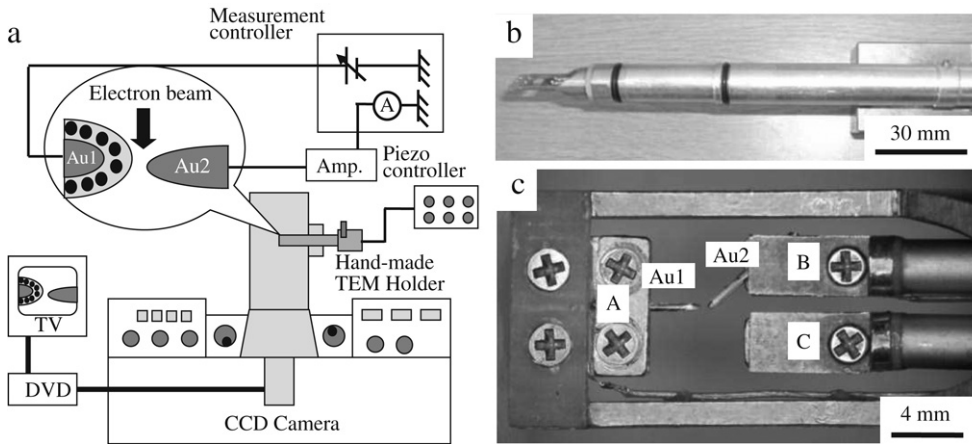 a
Measurement
controller
Electron beam
A
Au1
Au2
Amp.
Piezo
controller
Hand-made
TEM Holder
TV
DVD
CCD Camera
b
30 mm
c
Au1
Au2
A
B
C
4 mm